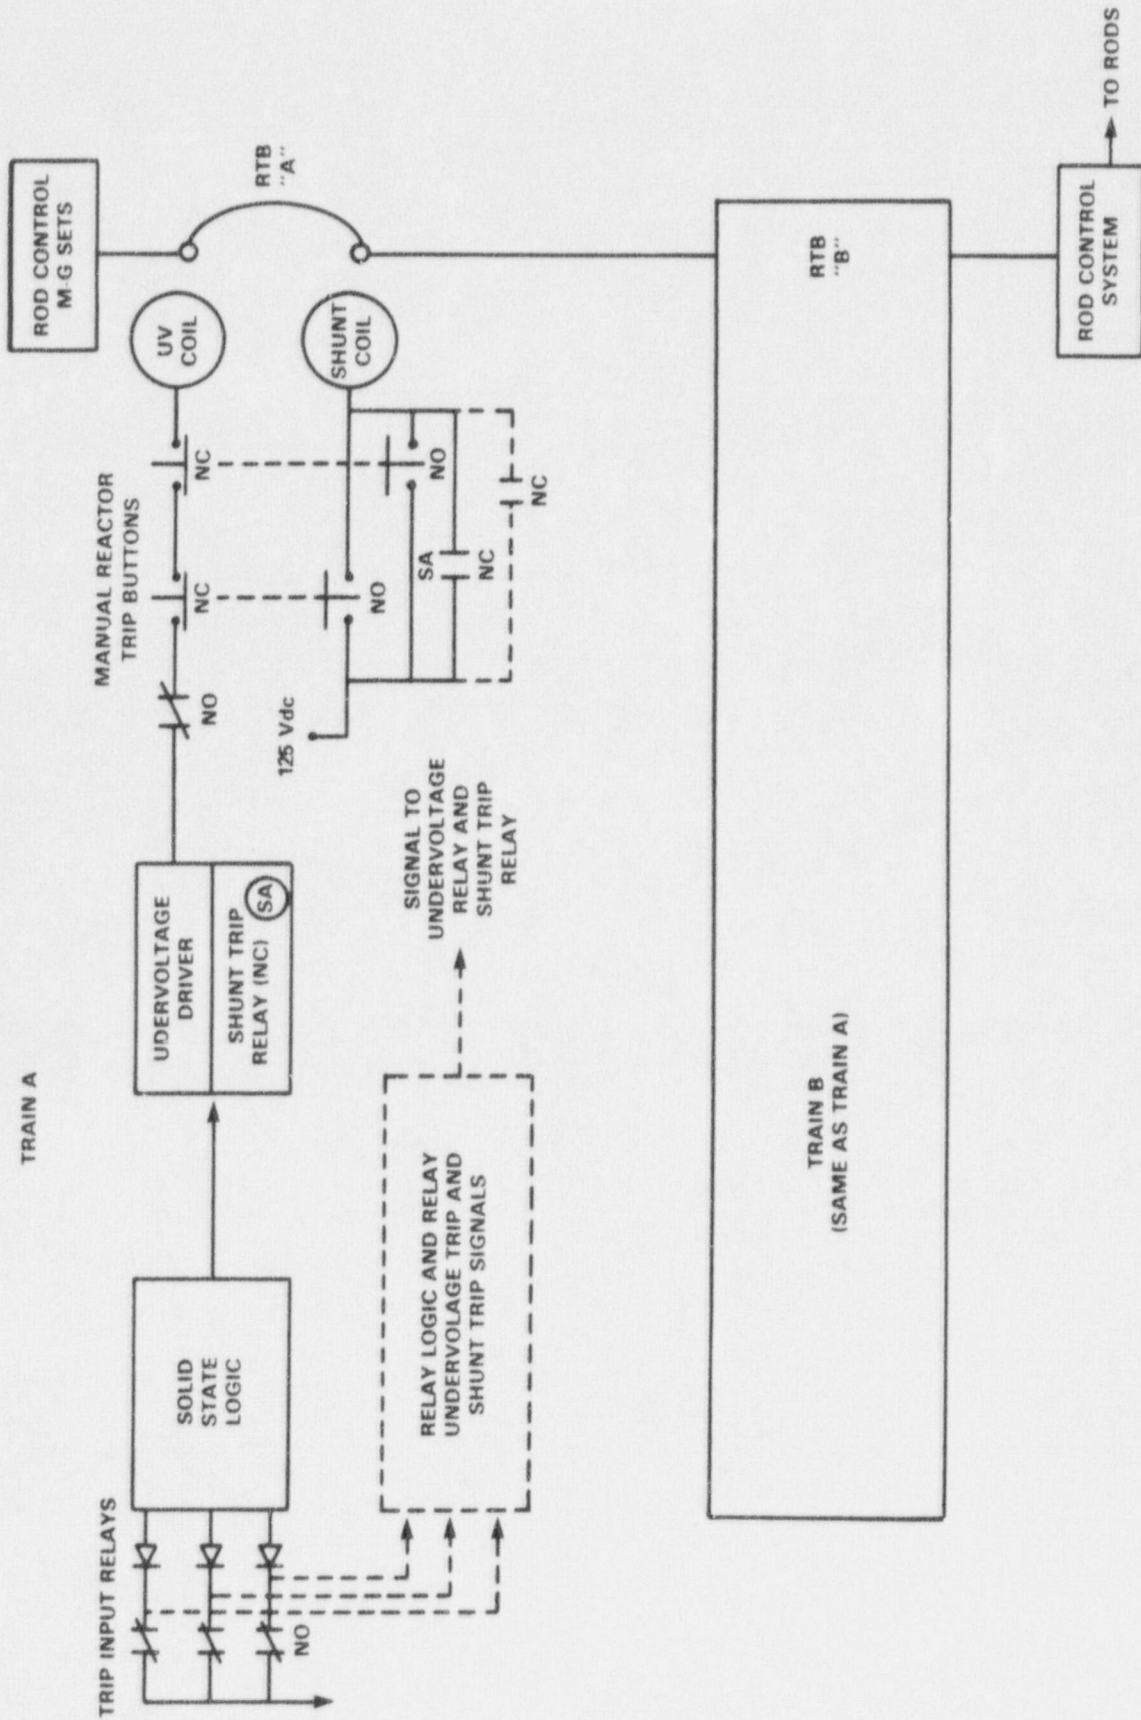 TRAIN A
TRIP INPUT RELAYS
NO
SOLID
STATE
LOGIC
UDERVOLTAGE
DRIVER
SHUNT TRIP
RELAY (NC)
SA
NO
MANUAL REACTOR
TRIP BUTTONS
NC
NC
UV
COIL
ROD CONTROL
M-G SETS
RTB
"A"
125 Vdc
NO
NO
SHUNT
COIL
SA
NC
NC
RELAY LOGIC AND RELAY
UNDERVOLAGE TRIP AND
SHUNT TRIP SIGNALS
SIGNAL TO
UNDERVOLTAGE
RELAY AND
SHUNT TRIP
RELAY
TRAIN B
(SAME AS TRAIN A)
RTB
"B"
ROD CONTROL
SYSTEM
TO RODS